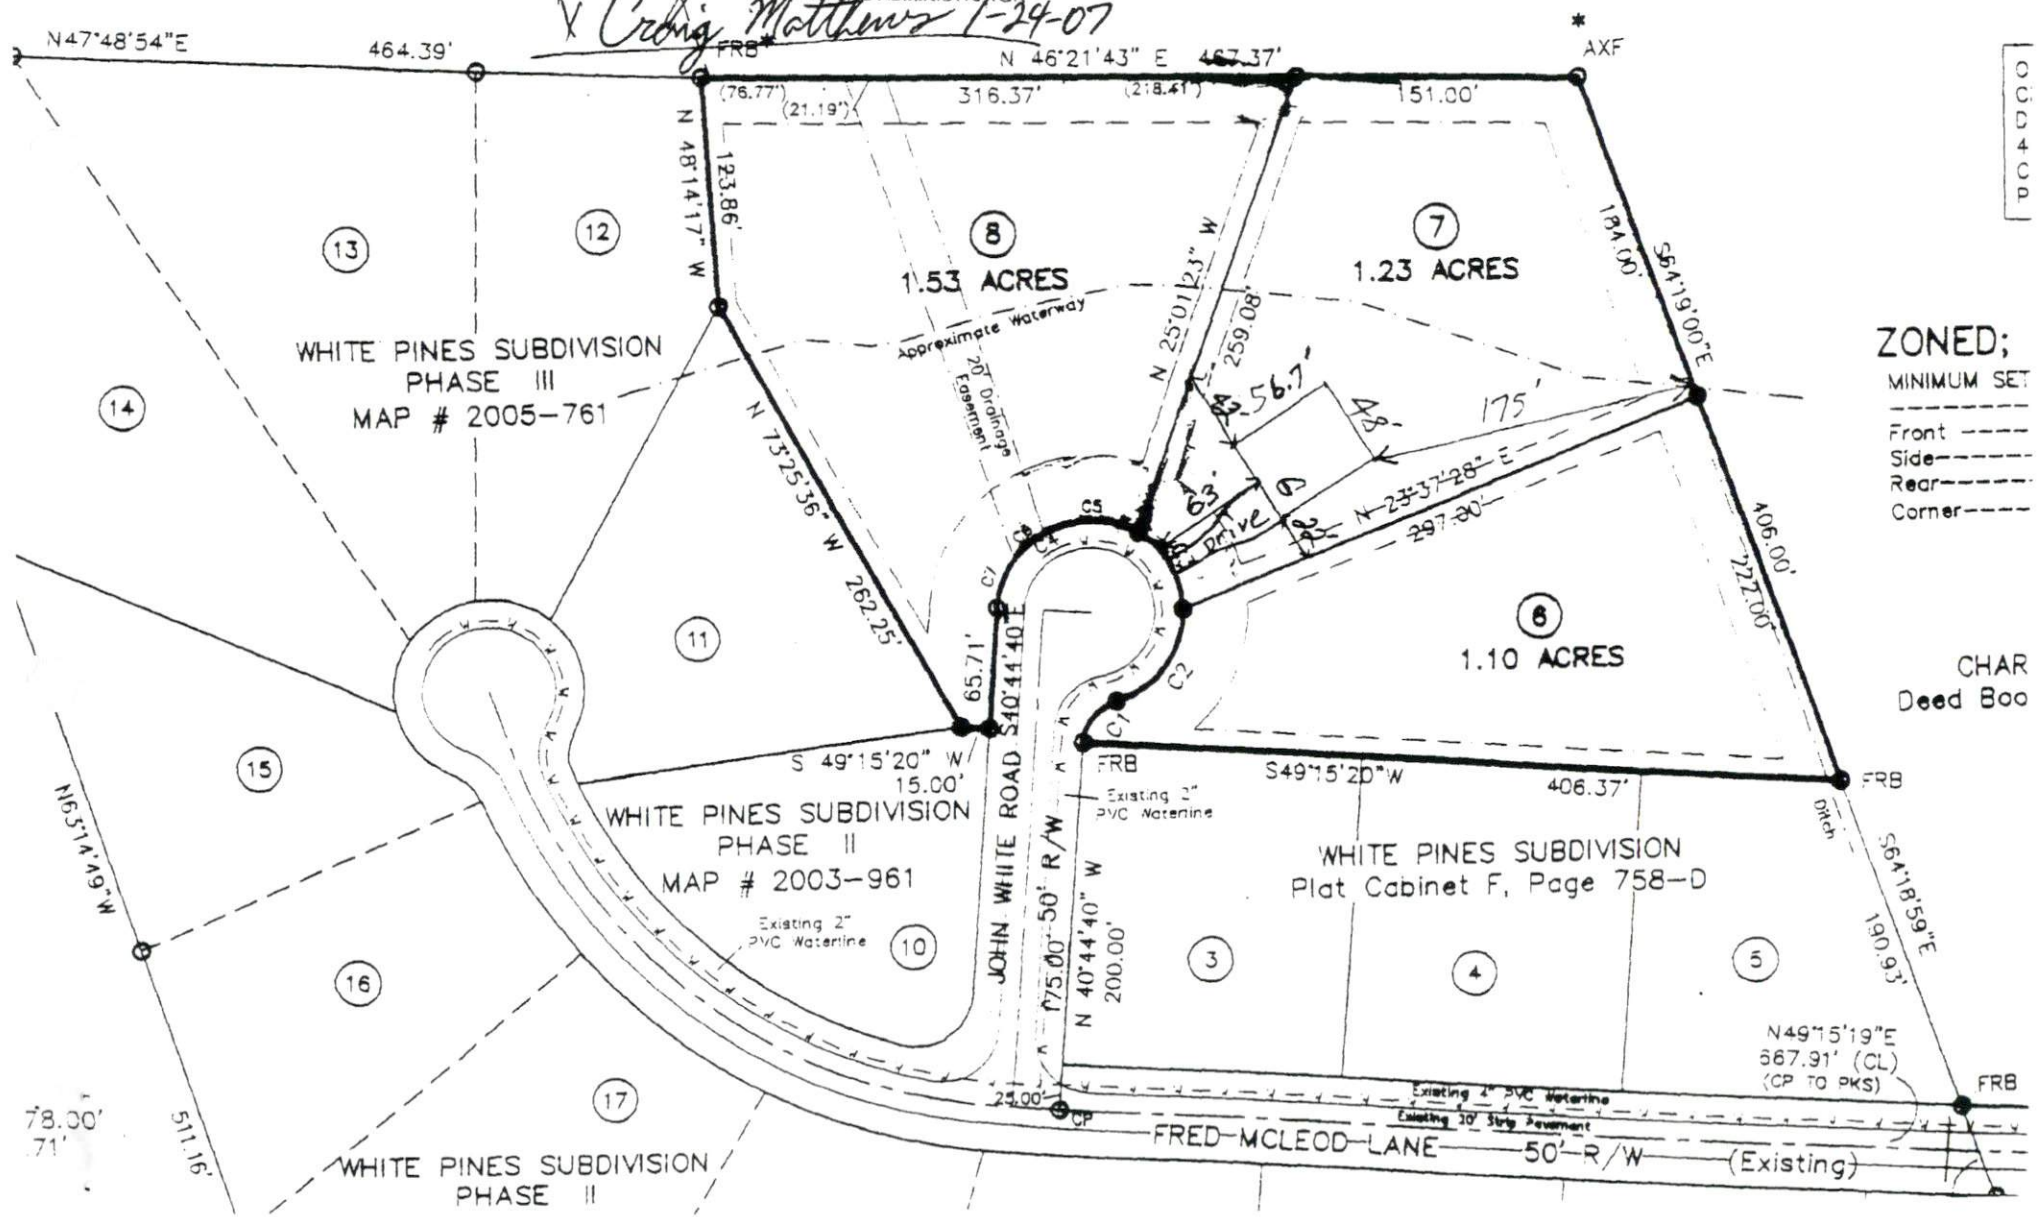 X Craig Matthews 1-24-07
N47°48'54"E
464.39'
FRB*
N 46°21'43" E 467.37'
*
AXF
(76.77')
(21.19')
316.37'
(218.41')
151.00'
N 48°14'17" W
123.86'
13
12
8
1.53 ACRES
7
1.23 ACRES
184.00'
S64°19'00"E
N 25°01'23" W
259.08'
Approximate Waterway
20' Drainage
Easement
WHITE PINES SUBDIVISION
PHASE III
MAP # 2005-761
14
ZONED;
MINIMUM SET
Front
Side
Rear
Corner
56.7'
48'
175'
63'
Drive
N 23°37'28" E
297.00'
N 73°25'36" W
262.25'
C5
C4
C7
C2
C1
406.00'
222.00'
11
6
1.10 ACRES
65.71'
S40°44'40"E
CHAR
Deed Boo
15
S 49°15'20" W
15.00'
FRB
S49°15'20"W
406.37'
FRB
Existing 2"
PVC Waterline
Ditch
WHITE PINES SUBDIVISION
PHASE II
MAP # 2003-961
WHITE PINES SUBDIVISION
Plat Cabinet F, Page 758-D
N63°14'49"W
Existing 2"
PVC Waterline
JOHN WHITE ROAD
50' R/W
175.00'
N 40°44'40" W
200.00'
S64°18'59"E
190.93'
16
10
3
4
5
N49°15'19"E
667.91' (CL)
(CP TO PKS)
FRB
17
25.00'
CP
Existing 4" PVC Waterline
Existing 20' Strip Pavement
FRED MCLEOD LANE 50' R/W (Existing)
78.00'
.71'
511.16'
WHITE PINES SUBDIVISION
PHASE II